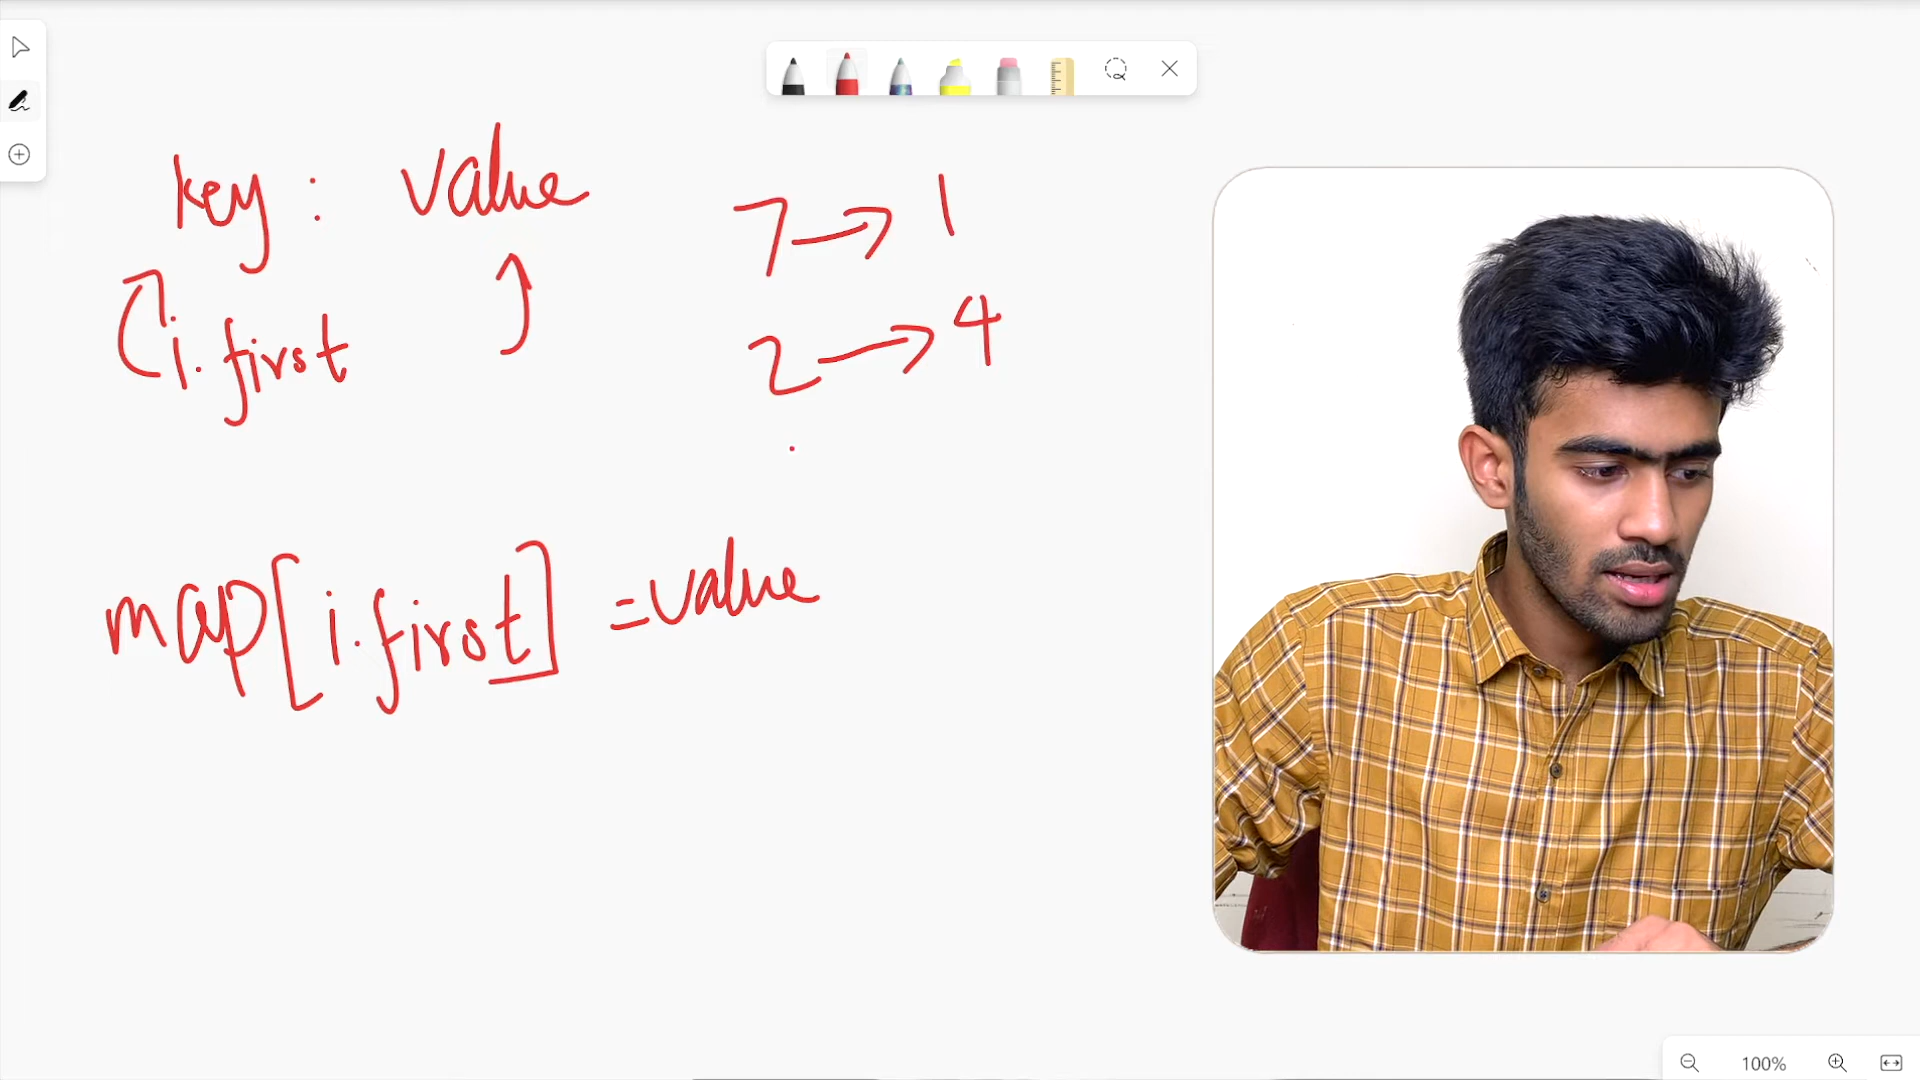 key : value
i.first
7 → 1
2 → 4
map[i.first] = value
100%